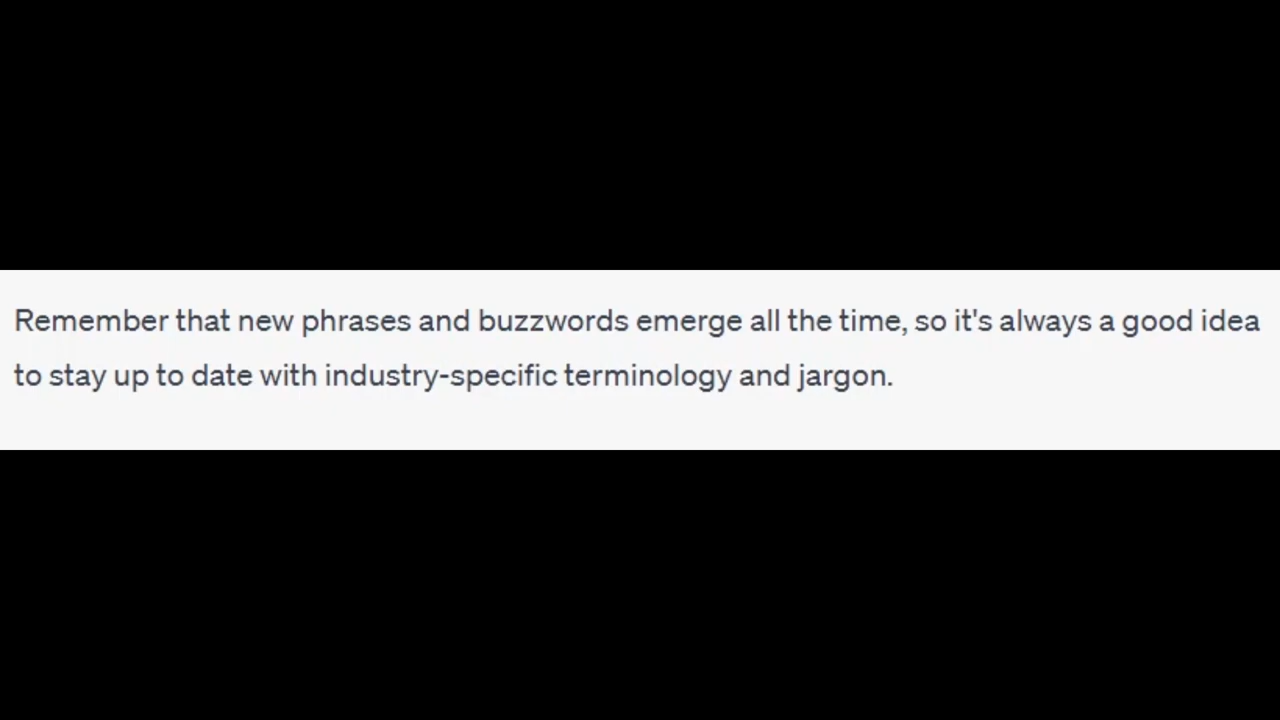 Remember that new phrases and buzzwords emerge all the time, so it's always a good idea
to stay up to date with industry-specific terminology and jargon.